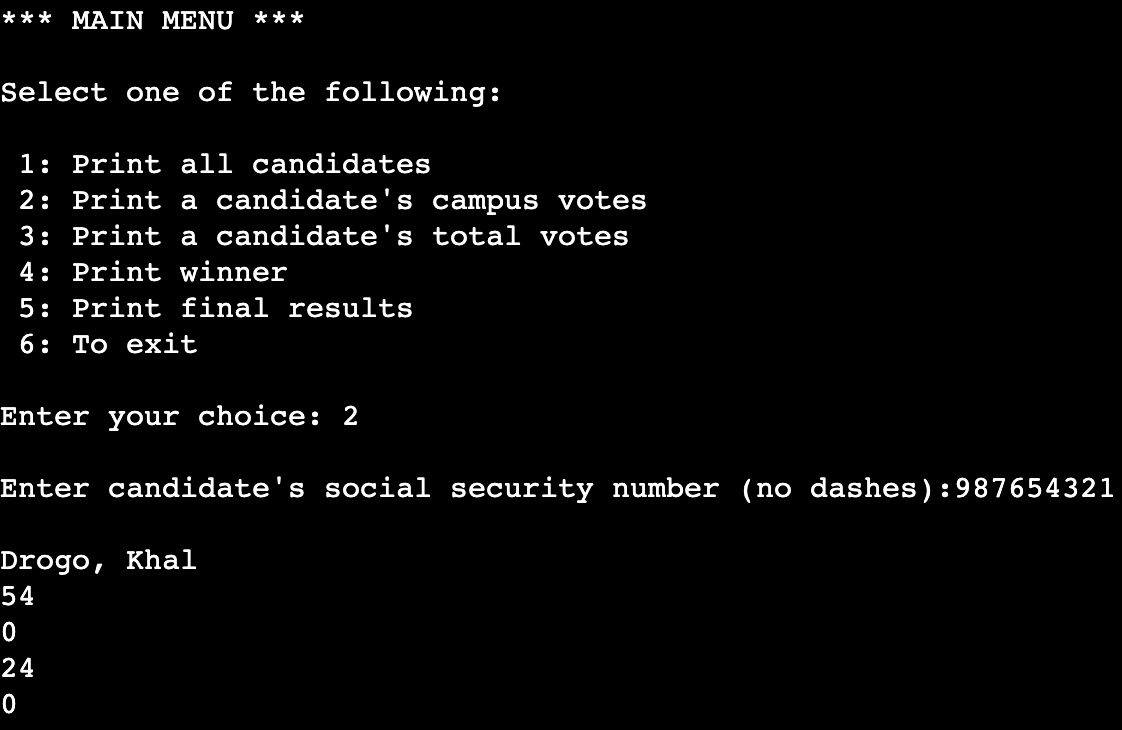 *** MAIN MENU ***
Select one of the following:
1: Print all candidates
2: Print a candidate's campus votes
3: Print a candidate's total votes
4: Print winner
5: Print final results
6: To exit
Enter your choice: 2
Enter candidate's social security number (no dashes):987654321
Drogo, Khal
54
0
24
0